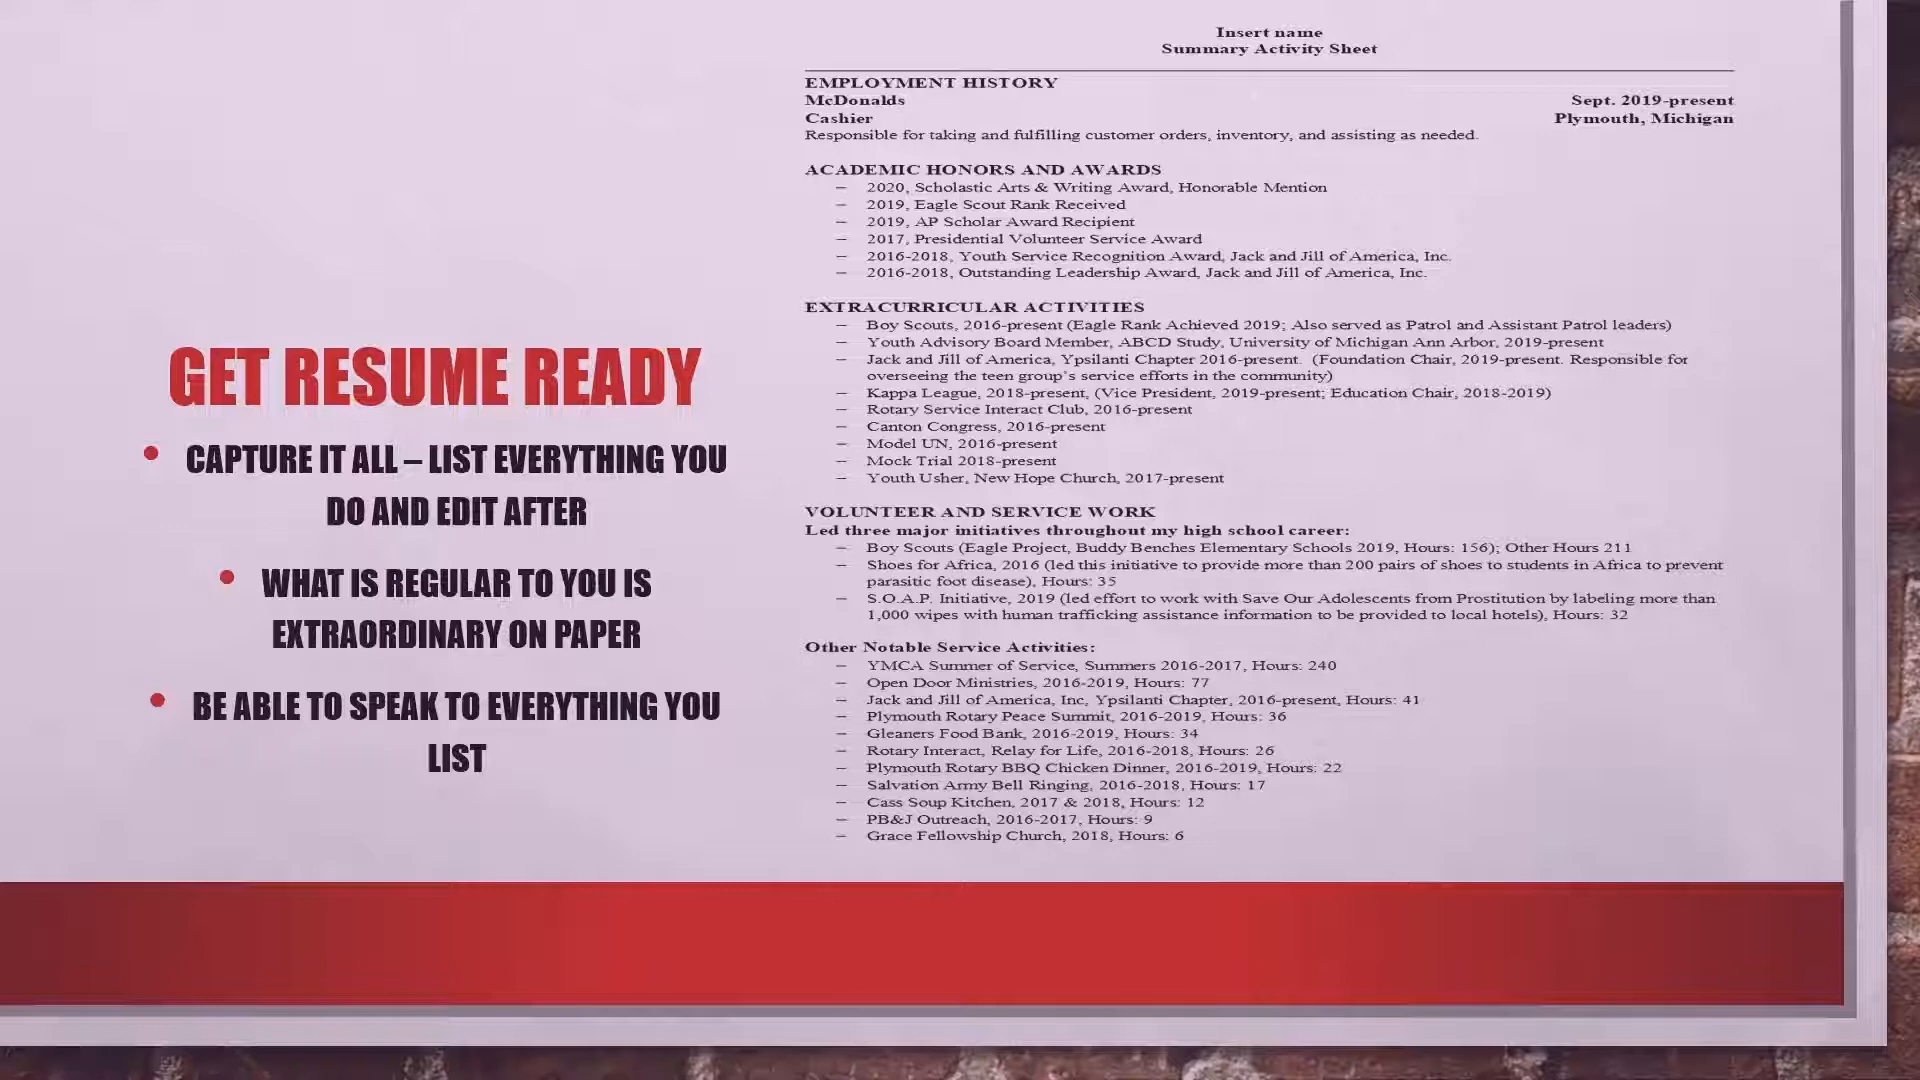 GET RESUME READY
• CAPTURE IT ALL – LIST EVERYTHING YOU
DO AND EDIT AFTER
• WHAT IS REGULAR TO YOU IS
EXTRAORDINARY ON PAPER
• BE ABLE TO SPEAK TO EVERYTHING YOU
LIST
Insert name
Summary Activity Sheet
EMPLOYMENT HISTORY
McDonalds Sept. 2019-present
Cashier Plymouth, Michigan
Responsible for taking and fulfilling customer orders, inventory, and assisting as needed.
ACADEMIC HONORS AND AWARDS
– 2020, Scholastic Arts & Writing Award, Honorable Mention
– 2019, Eagle Scout Rank Received
– 2019, AP Scholar Award Recipient
– 2017, Presidential Volunteer Service Award
– 2016-2018, Youth Service Recognition Award, Jack and Jill of America, Inc.
– 2016-2018, Outstanding Leadership Award, Jack and Jill of America, Inc.
EXTRACURRICULAR ACTIVITIES
– Boy Scouts, 2016-present (Eagle Rank Achieved 2019; Also served as Patrol and Assistant Patrol leaders)
– Youth Advisory Board Member, ABCD Study, University of Michigan Ann Arbor, 2019-present
– Jack and Jill of America, Ypsilanti Chapter 2016-present. (Foundation Chair, 2019-present. Responsible for
overseeing the teen group's service efforts in the community)
– Kappa League, 2018-present, (Vice President, 2019-present; Education Chair, 2018-2019)
– Rotary Service Interact Club, 2016-present
– Canton Congress, 2016-present
– Model UN, 2016-present
– Mock Trial 2018-present
– Youth Usher, New Hope Church, 2017-present
VOLUNTEER AND SERVICE WORK
Led three major initiatives throughout my high school career:
– Boy Scouts (Eagle Project, Buddy Benches Elementary Schools 2019, Hours: 156); Other Hours 211
– Shoes for Africa, 2016 (led this initiative to provide more than 200 pairs of shoes to students in Africa to prevent
parasitic foot disease), Hours: 35
– S.O.A.P. Initiative, 2019 (led effort to work with Save Our Adolescents from Prostitution by labeling more than
1,000 wipes with human trafficking assistance information to be provided to local hotels), Hours: 32
Other Notable Service Activities:
– YMCA Summer of Service, Summers 2016-2017, Hours: 240
– Open Door Ministries, 2016-2019, Hours: 77
– Jack and Jill of America, Inc, Ypsilanti Chapter, 2016-present, Hours: 41
– Plymouth Rotary Peace Summit, 2016-2019, Hours: 36
– Gleaners Food Bank, 2016-2019, Hours: 34
– Rotary Interact, Relay for Life, 2016-2018, Hours: 26
– Plymouth Rotary BBQ Chicken Dinner, 2016-2019, Hours: 22
– Salvation Army Bell Ringing, 2016-2018, Hours: 17
– Cass Soup Kitchen, 2017 & 2018, Hours: 12
– PB&J Outreach, 2016-2017, Hours: 9
– Grace Fellowship Church, 2018, Hours: 6